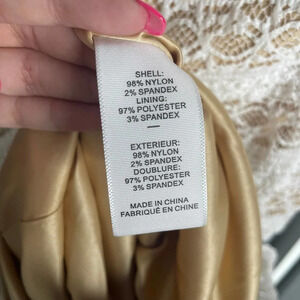 SHELL:
98% NYLON
2% SPANDEX
LINING:
97% POLYESTER
3% SPANDEX
—
EXTERIEUR:
98% NYLON
2% SPANDEX
DOUBLURE:
97% POLYESTER
3% SPANDEX
MADE IN CHINA
FABRIQUÉ EN CHINE